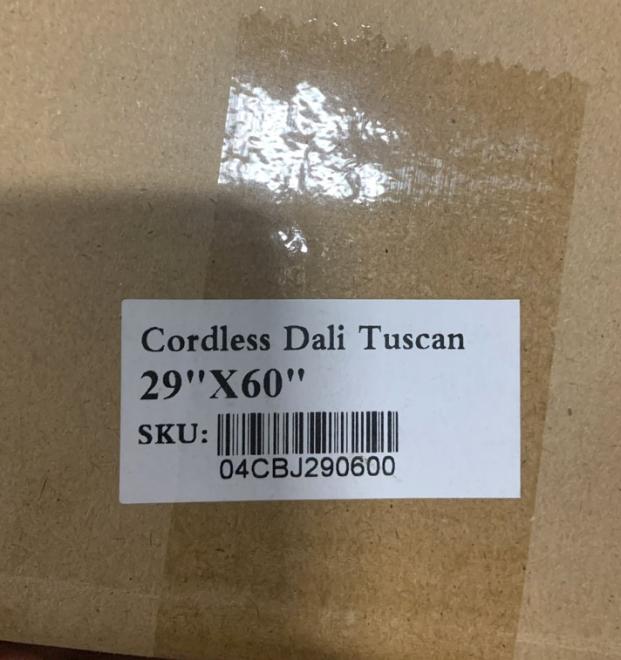 Cordless Dali Tuscan
29"X60"
SKU:
04CBJ290600